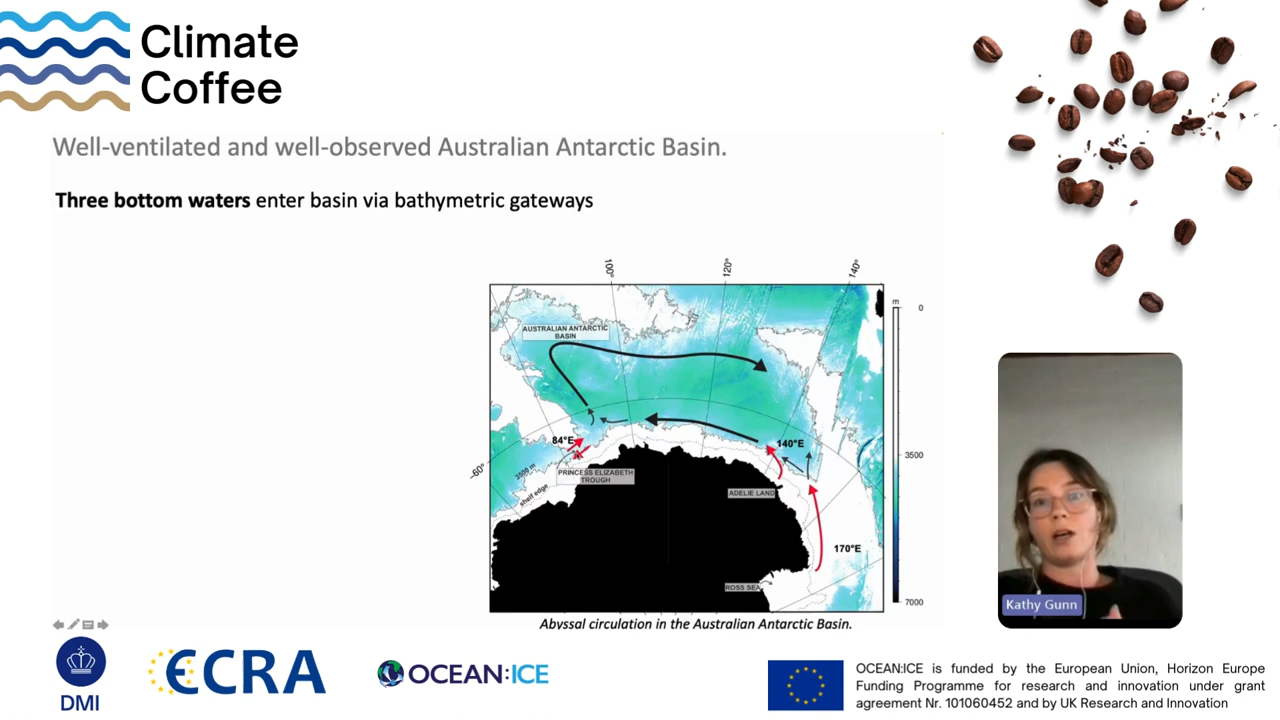 Climate
Coffee
Well-ventilated and well-observed Australian Antarctic Basin.
Three bottom waters enter basin via bathymetric gateways
100°
120°
140°
m
0
AUSTRALIAN ANTARCTIC
BASIN
84°E
140°E
-60°
3500 m
3500
PRINCESS ELIZABETH
TROUGH
shelf edge
ADELIE LAND
170°E
ROSS SEA
7000
Abyssal circulation in the Australian Antarctic Basin.
Kathy Gunn
DMI
ECRA
OCEAN:ICE
OCEAN:ICE is funded by the European Union, Horizon Europe
Funding Programme for research and innovation under grant
agreement Nr. 101060452 and by UK Research and Innovation